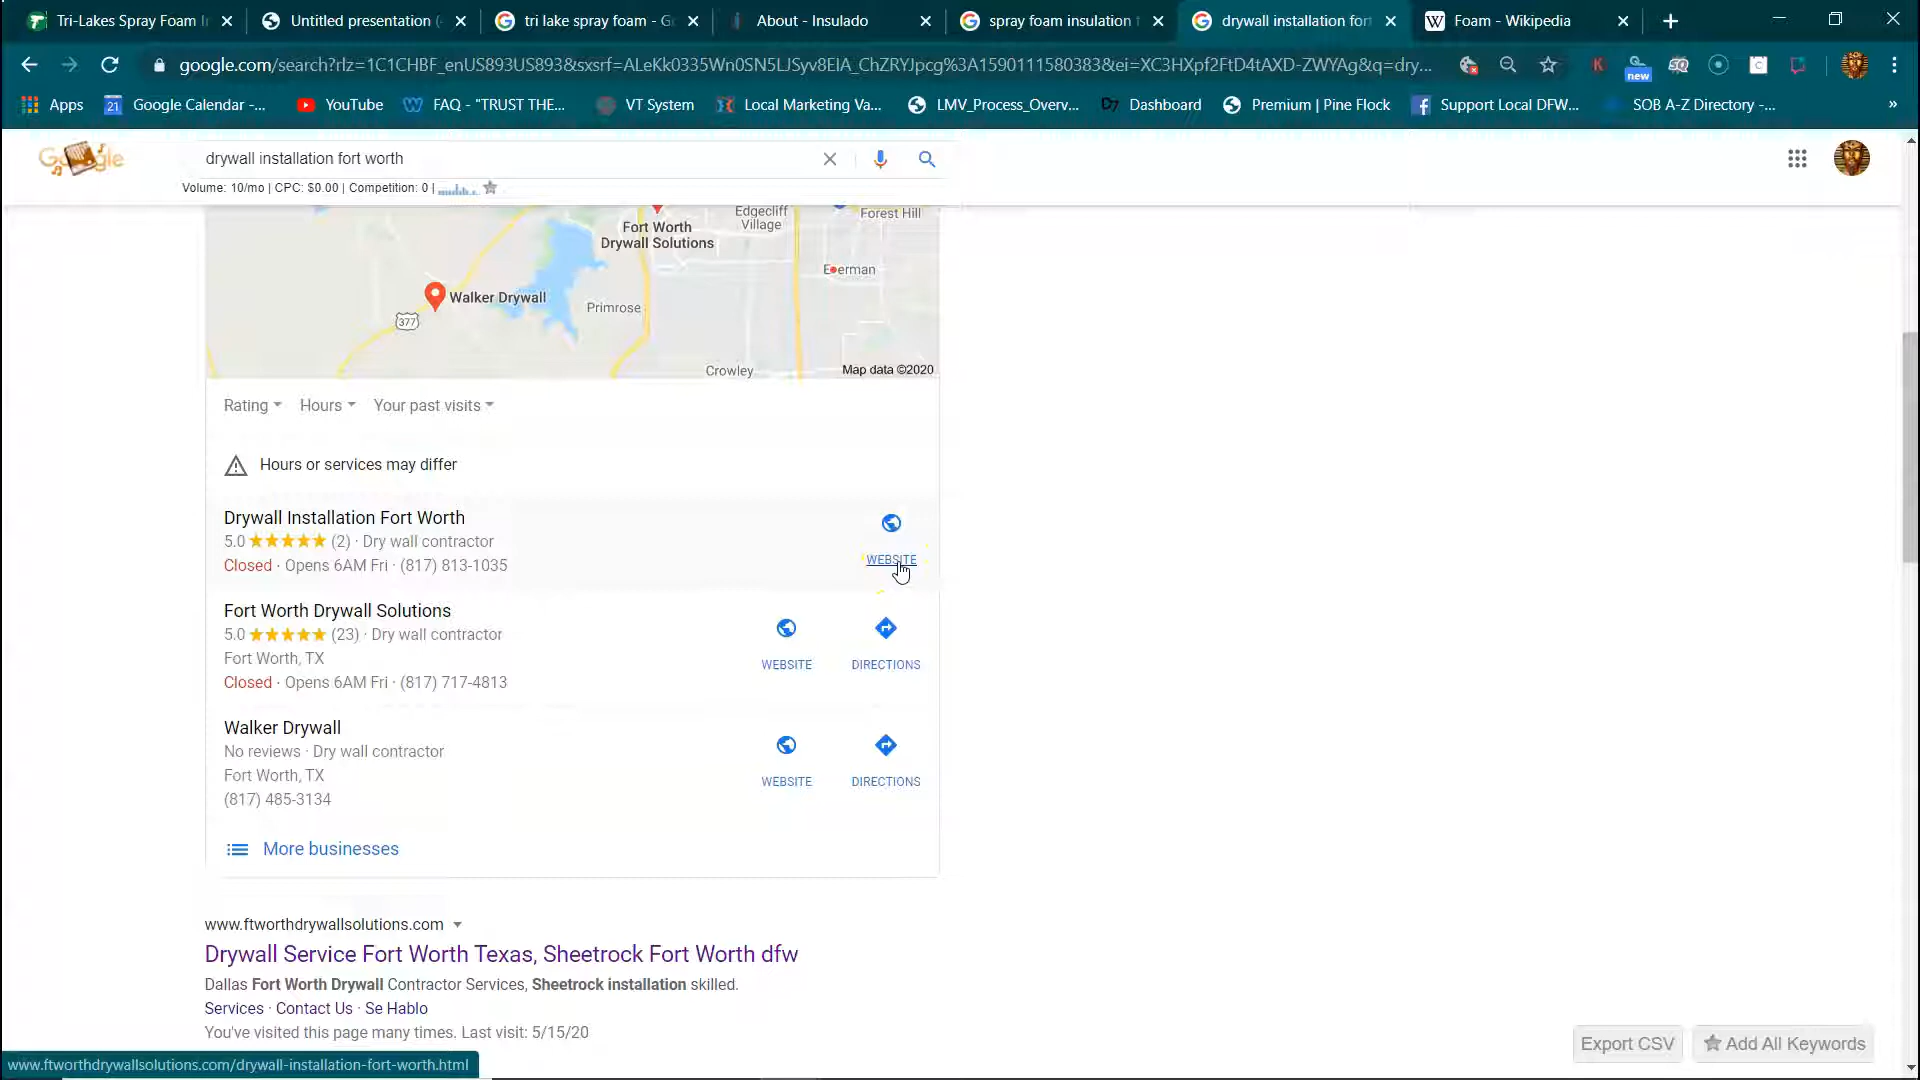 Tri-Lakes Spray Foam I
Untitled presentation (
tri lake spray foam - G
About - Insulado
spray foam insulation
drywall installation for
Foam - Wikipedia
google.com/search?rlz=1C1CHBF_enUS893US893&sxsrf=ALeKk0335Wn0SN5LJSyv8EIA_ChZRYJpcg%3A1590111580383&ei=XC3HXpf2FtD4tAXD-ZWYAg&q=dry...
new
Apps
21
Google Calendar -...
YouTube
FAQ - "TRUST THE...
VT System
Local Marketing Va...
LMV_Process_Overv...
Dashboard
Premium | Pine Flock
Support Local DFW...
SOB A-Z Directory -...
»
drywall installation fort worth
Volume: 10/mo | CPC: $0.00 | Competition: 0 |
Edgecliff
Village
Forest Hill
Fort Worth
Drywall Solutions
Walker Drywall
377
Primrose
Crowley
Map data ©2020
Rating
Hours
Your past visits
Hours or services may differ
Drywall Installation Fort Worth
5.0 ★★★★★ (2) · Dry wall contractor
Closed · Opens 6AM Fri · (817) 813-1035
WEBSITE
Fort Worth Drywall Solutions
5.0 ★★★★★ (23) · Dry wall contractor
Fort Worth, TX
Closed · Opens 6AM Fri · (817) 717-4813
WEBSITE
DIRECTIONS
Walker Drywall
No reviews · Dry wall contractor
Fort Worth, TX
(817) 485-3134
WEBSITE
DIRECTIONS
More businesses
www.ftworthdrywallsolutions.com
Drywall Service Fort Worth Texas, Sheetrock Fort Worth dfw
Dallas Fort Worth Drywall Contractor Services, Sheetrock installation skilled.
Services · Contact Us · Se Hablo
You've visited this page many times. Last visit: 5/15/20
Export CSV
Add All Keywords
www.ftworthdrywallsolutions.com/drywall-installation-fort-worth.html